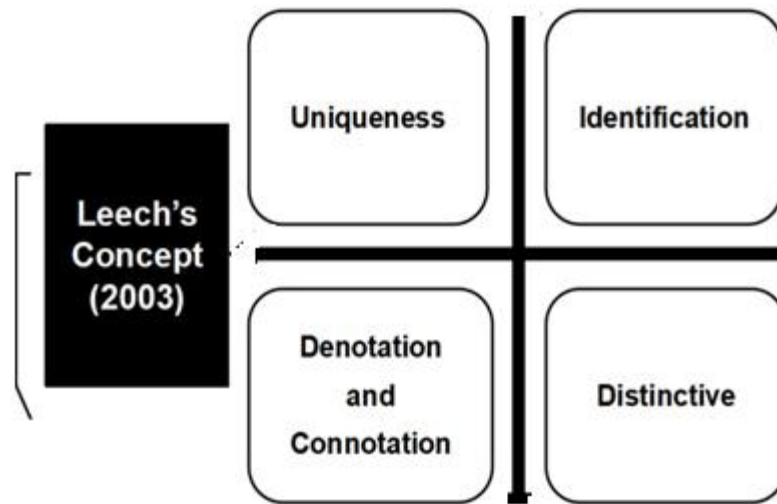 Leech's
Concept
(2003)
Uniqueness
Identification
Denotation
and
Connotation
Distinctive